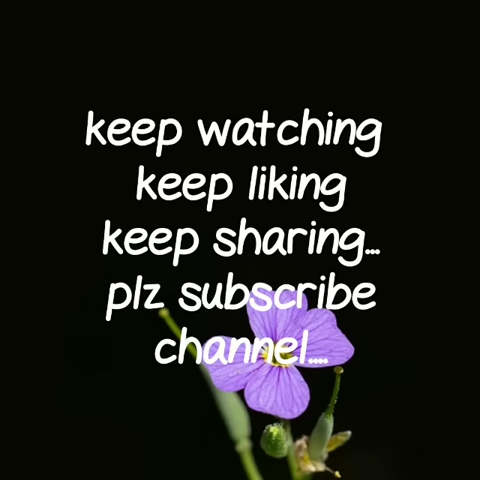 keep watching
keep liking
keep sharing...
plz subscribe
channel....